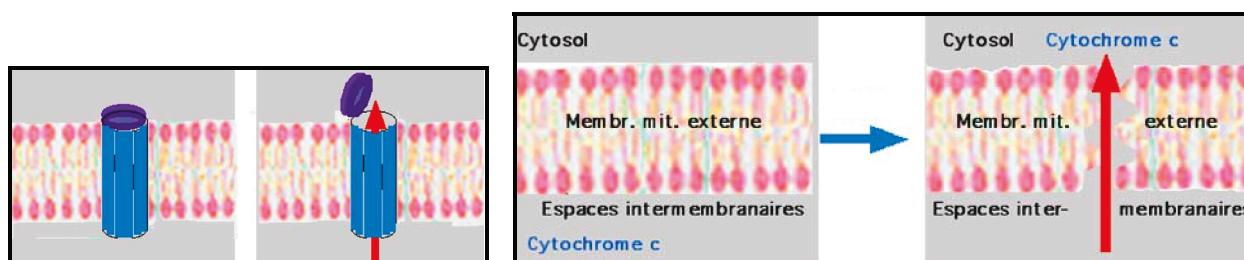 Cytosol
Membr. mit. externe
Espaces intermembranaires
Cytochrome c
Cytosol Cytochrome c
Membr. mit. externe
Espaces inter- membranaires